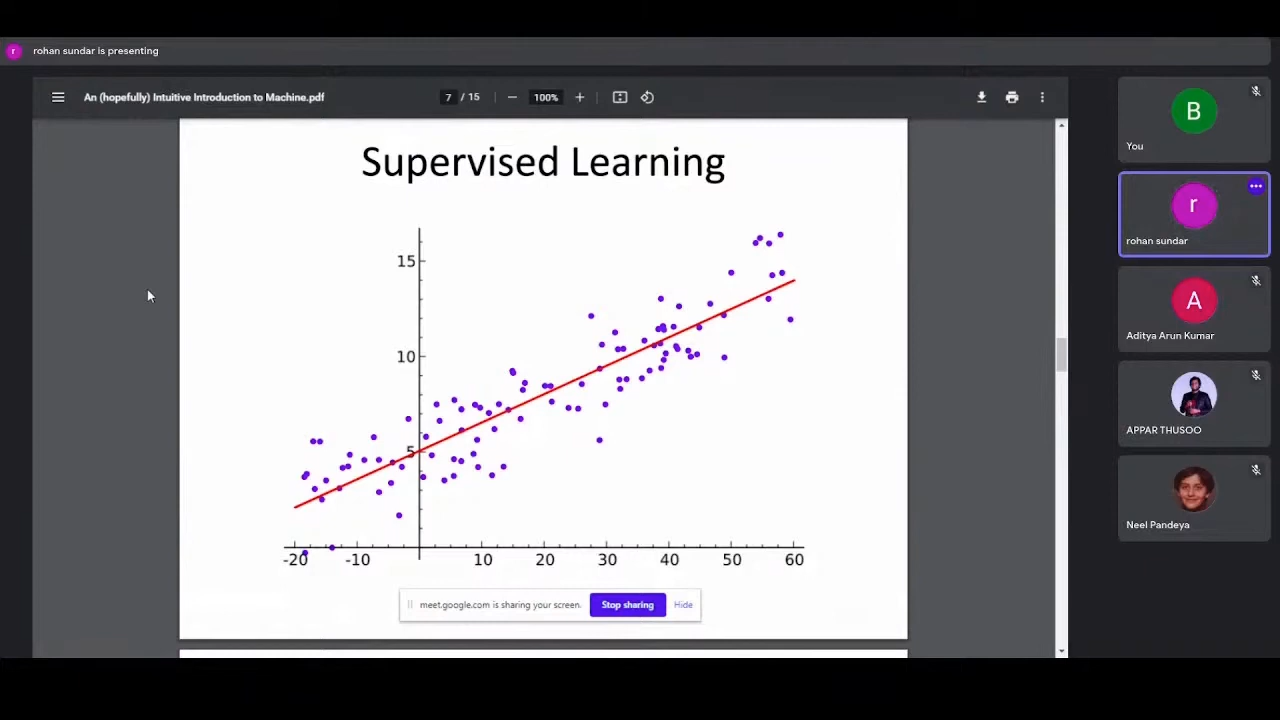 r rohan sundar is presenting
An (hopefully) Intuitive Introduction to Machine.pdf
7 / 15
100%
Supervised Learning
15
10
5
-20 -10 10 20 30 40 50 60
meet.google.com is sharing your screen.
Stop sharing
Hide
B
You
r
rohan sundar
A
Aditya Arun Kumar
APPAR THUSOO
Neel Pandeya